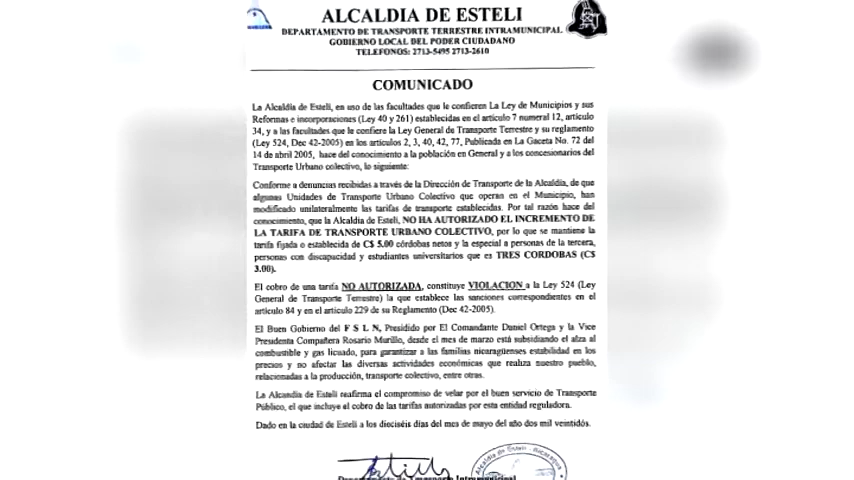 ALCALDIA DE ESTELI
DEPARTAMENTO DE TRANSPORTE TERRESTRE INTRAMUNICIPAL
GOBIERNO LOCAL DEL PODER CIUDADANO
TELEFONOS: 2713-5495 2713-2610
COMUNICADO
La Alcaldía de Estelí, en uso de las facultades que le confieren La Ley de Municipios y sus
Reformas e incorporaciones (Ley 40 y 261) establecidas en el artículo 7 numeral 12, artículo
34, y a las facultades que le confiere la Ley General de Transporte Terrestre y su reglamento
(Ley 524, Dec 42-2005) en los artículos 2, 3, 40, 42, 77, Publicada en La Gaceta No. 72 del
14 de abril 2005, hace del conocimiento a la población en General y a los concesionarios del
Transporte Urbano colectivo, lo siguiente:
Conforme a denuncias recibidas a través de la Dirección de Transporte de la Alcaldía, de que
algunas Unidades de Transporte Urbano Colectivo que operan en el Municipio, han
modificado unilateralmente las tarifas de transporte establecidas. Por tal razón hace del
conocimiento, que la Alcaldía de Estelí, NO HA AUTORIZADO EL INCREMENTO DE
LA TARIFA DE TRANSPORTE URBANO COLECTIVO, por lo que se mantiene la
tarifa fijada o establecida de C$ 5.00 córdobas netos y la especial a personas de la tercera,
personas con discapacidad y estudiantes universitarios que es TRES CORDOBAS (C$
3.00).
El cobro de una tarifa NO AUTORIZADA, constituye VIOLACION a la Ley 524 (Ley
General de Transporte Terrestre) la que establece las sanciones correspondientes en el
artículo 84 y en el artículo 229 de su Reglamento (Dec 42-2005).
El Buen Gobierno del F S L N, Presidido por El Comandante Daniel Ortega y la Vice
Presidenta Compañera Rosario Murillo, desde el mes de marzo está subsidiando el alza al
combustible y gas licuado, para garantizar a las familias nicaragüenses estabilidad en los
precios y no afectar las diversas actividades económicas que realiza nuestro pueblo,
relacionadas a la producción, transporte colectivo, entre otras.
La Alcaldía de Estelí reafirma el compromiso de velar por el buen servicio de Transporte
Público, el que incluye el cobro de las tarifas autorizadas por esta entidad reguladora.
Dado en la ciudad de Estelí a los dieciséis días del mes de mayo del año dos mil veintidós.
Alcaldía de Estelí - Nicaragua
Departamento de Transporte Intramunicipal